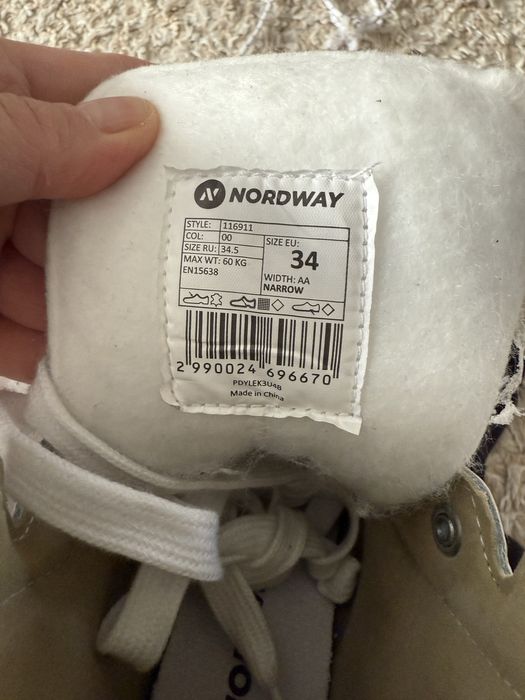 NORDWAY
STYLE: 116911
COL: 00
SIZE RU: 34.5
MAX WT: 60 KG
EN15638
SIZE EU:
34
WIDTH: AA
NARROW
2 990024 696670
PDYLEK3U4B
Made in China